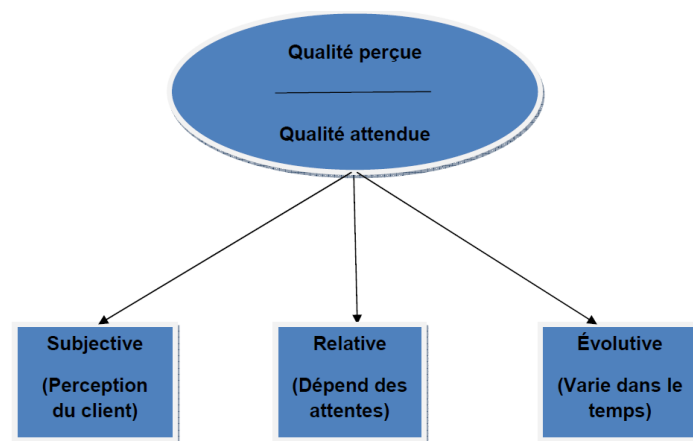 Qualité perçue
Qualité attendue
Subjective
(Perception
du client)
Relative
(Dépend des
attentes)
Évolutive
(Varie dans le
temps)